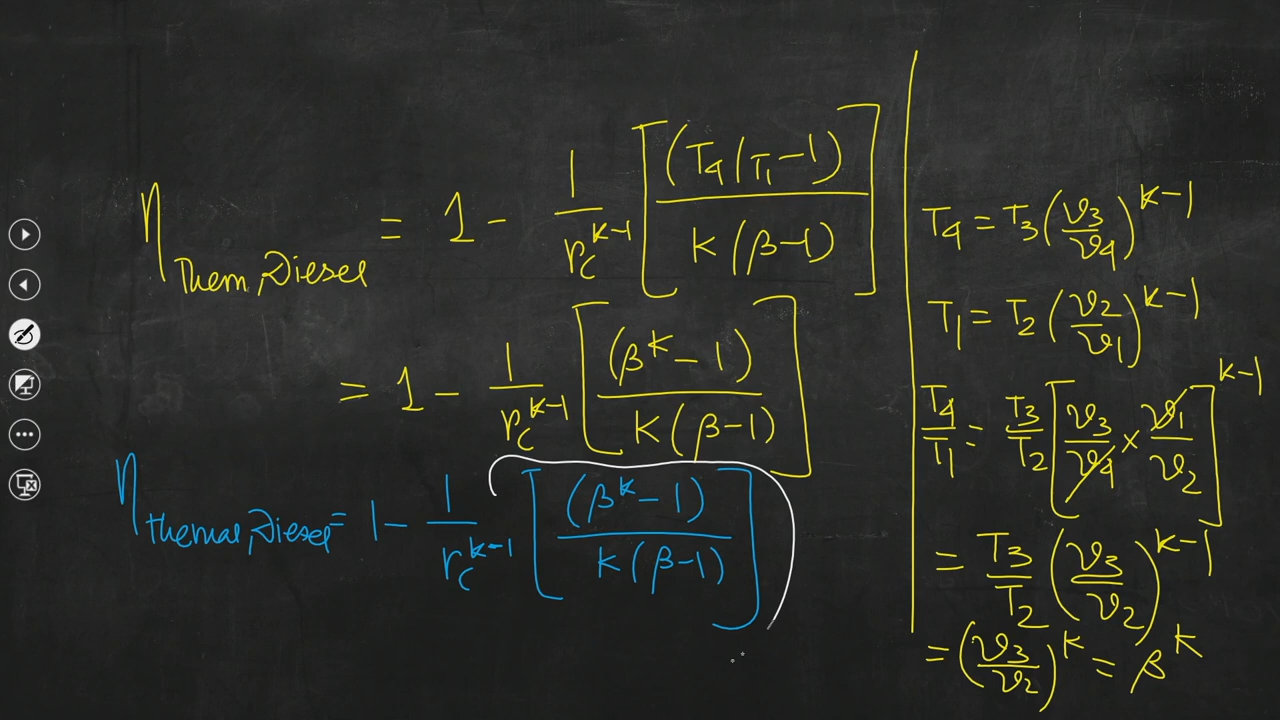 η_Them,Diesel = 1 - 1/r_c^(k-1) [(T4/T1-1) / K(β-1)]
= 1 - 1/r_c^(k-1) [(β^k-1) / K(β-1)]
η_thermal,Diesel = 1 - 1/r_c^(k-1) [(β^k-1) / k(β-1)]
T4 = T3 (v3/v4)^(k-1)
T1 = T2 (v2/v1)^(k-1)
T4/T1 = T3/T2 [v3/v4 × v1/v2]^(k-1)
= T3/T2 (v3/v2)^(k-1)
= (v3/v2)^k = β^k